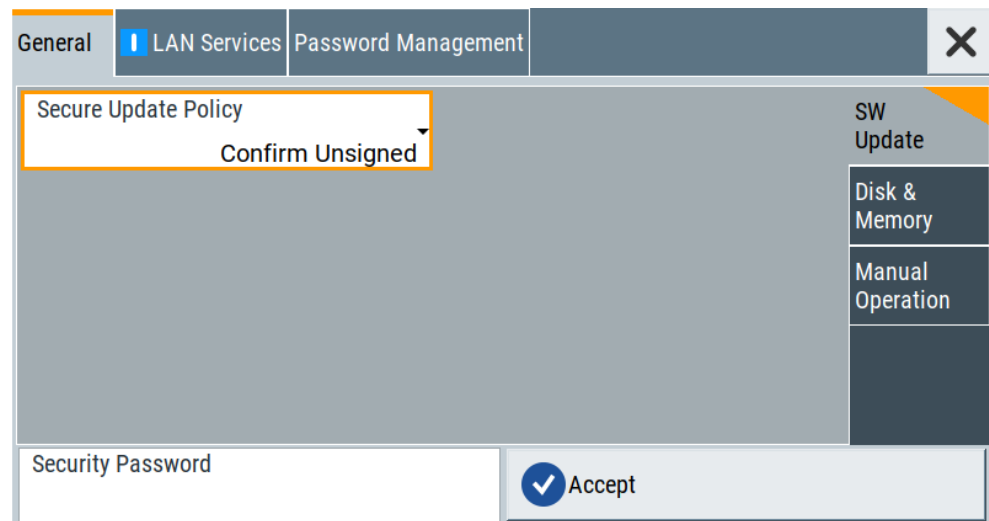 General
LAN Services
Password Management
Secure Update Policy
Confirm Unsigned
SW
Update
Disk &
Memory
Manual
Operation
Security Password
Accept